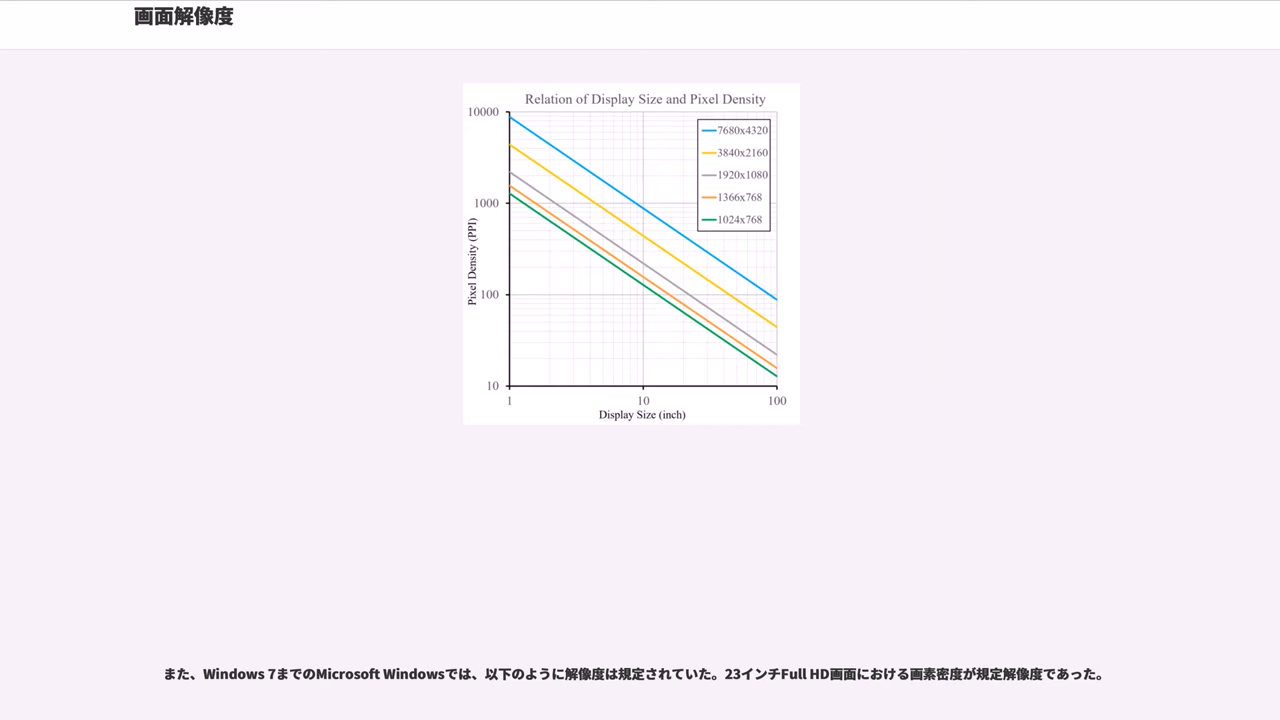 画面解像度
Relation of Display Size and Pixel Density
10000
7680x4320
3840x2160
1920x1080
1366x768
1024x768
1000
Pixel Density (PPI)
100
10
1
10
100
Display Size (inch)
また、Windows 7までのMicrosoft Windowsでは、以下のように解像度は規定されていた。23インチFull HD画面における画素密度が規定解像度であった。